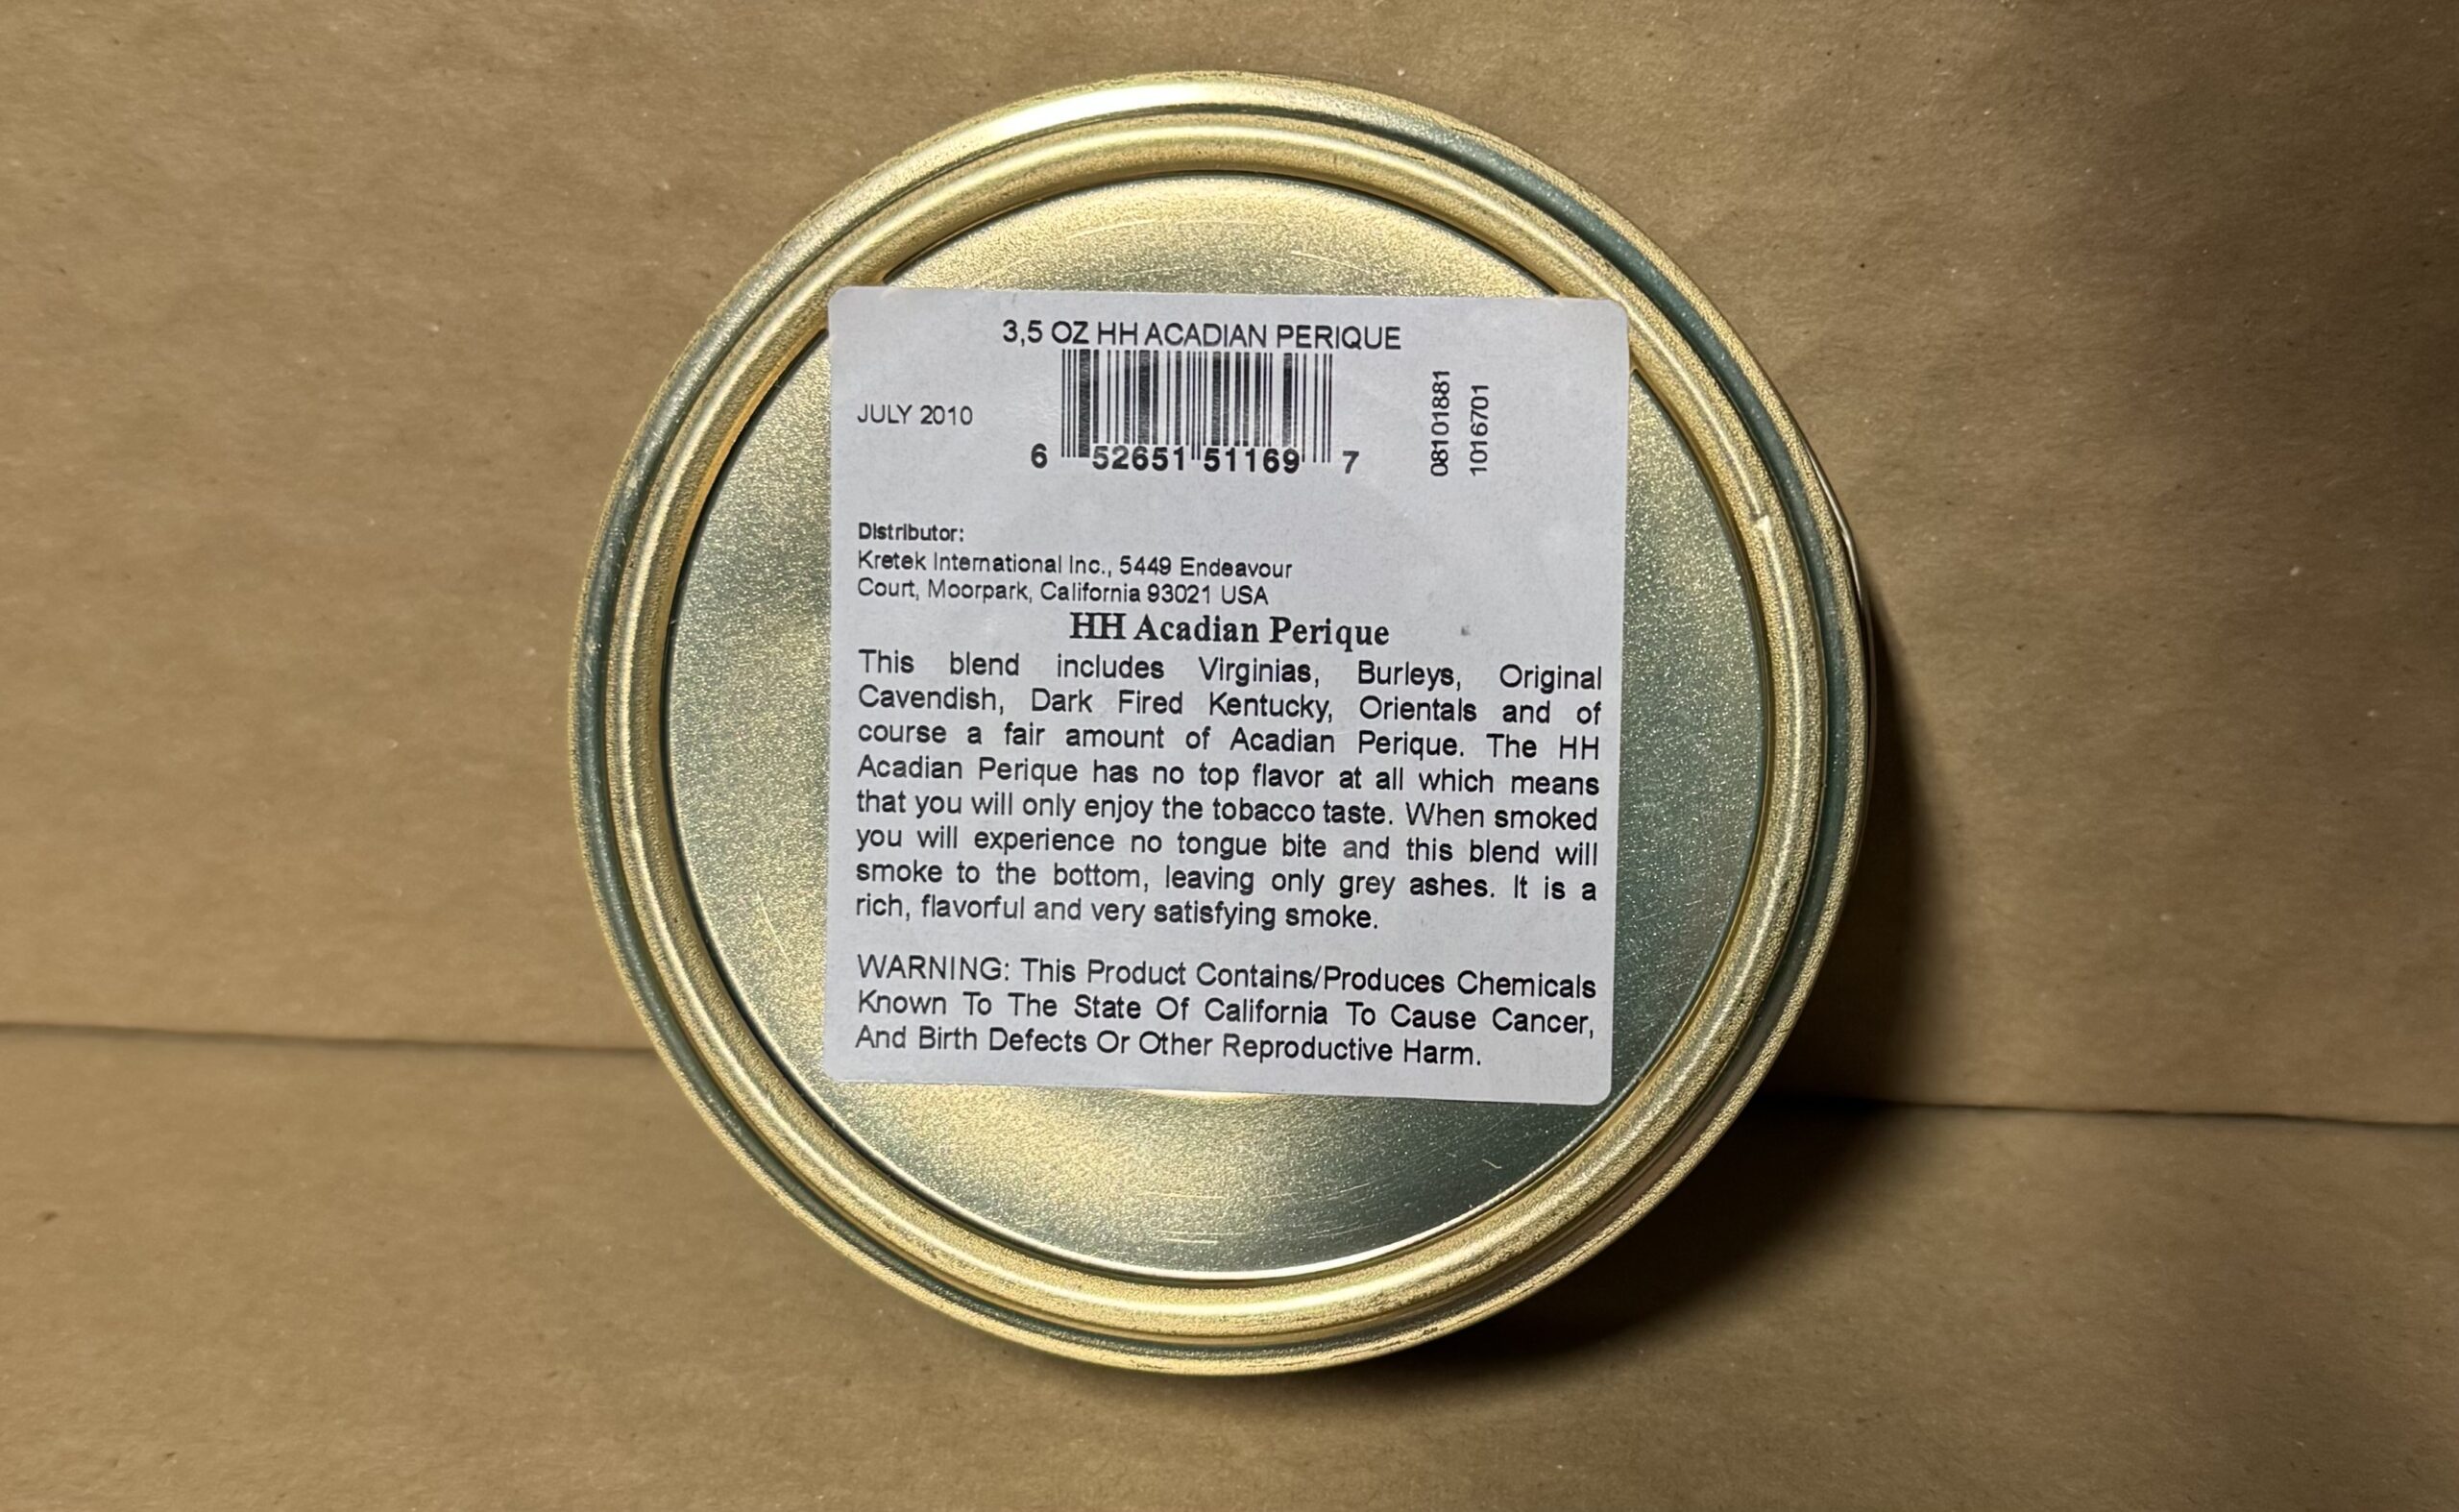 3,5 OZ HH ACADIAN PERIQUE
JULY 2010
6 52651 51169 7
08101881
1016701
Distributor:
Kretek International Inc., 5449 Endeavour
Court, Moorpark, California 93021 USA
HH Acadian Perique
This blend includes Virginias, Burleys, Original
Cavendish, Dark Fired Kentucky, Orientals and of
course a fair amount of Acadian Perique. The HH
Acadian Perique has no top flavor at all which means
that you will only enjoy the tobacco taste. When smoked
you will experience no tongue bite and this blend will
smoke to the bottom, leaving only grey ashes. It is a
rich, flavorful and very satisfying smoke.
WARNING: This Product Contains/Produces Chemicals
Known To The State Of California To Cause Cancer,
And Birth Defects Or Other Reproductive Harm.